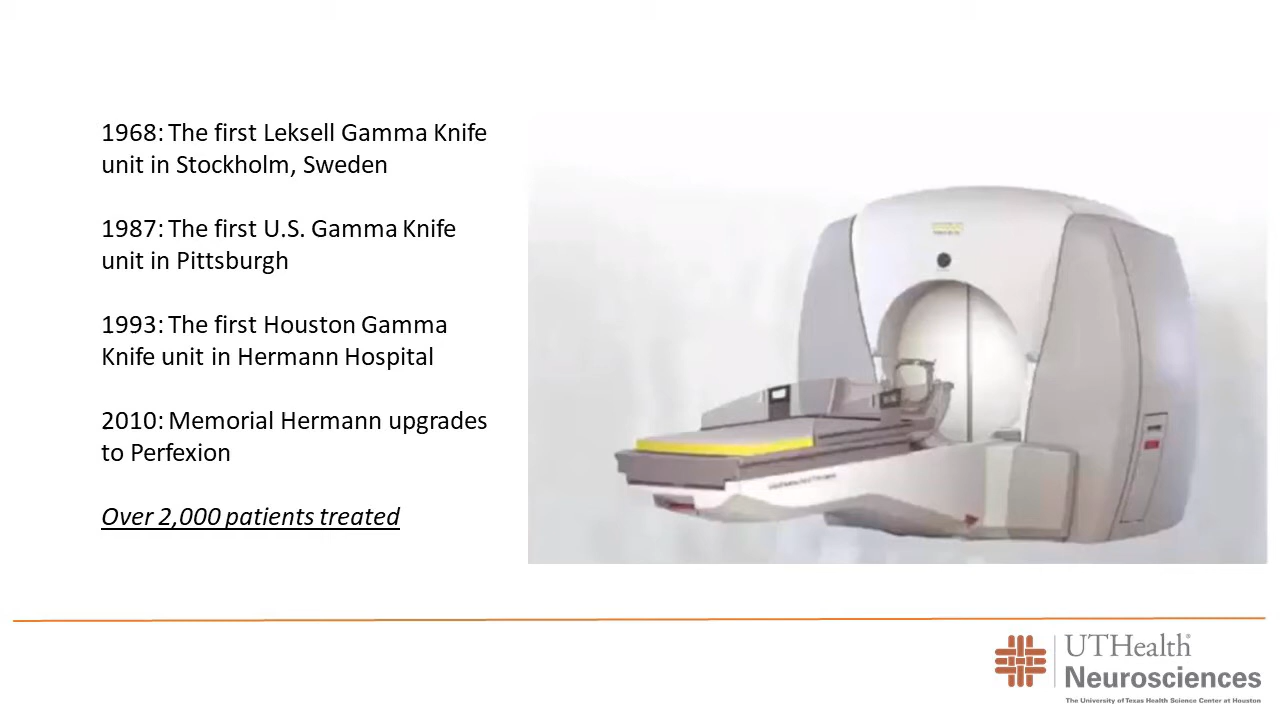 1968: The first Leksell Gamma Knife
unit in Stockholm, Sweden
1987: The first U.S. Gamma Knife
unit in Pittsburgh
1993: The first Houston Gamma
Knife unit in Hermann Hospital
2010: Memorial Hermann upgrades
to Perfexion
Over 2,000 patients treated
UTHealth®
Neurosciences
The University of Texas Health Science Center at Houston